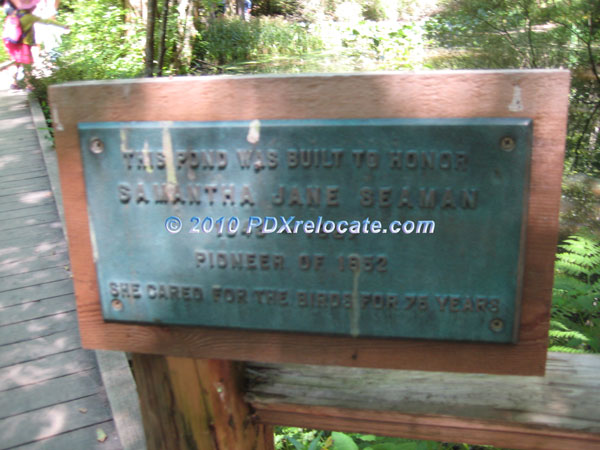 THIS POND WAS BUILT TO HONOR
SAMANTHA JANE SEAMAN
© 2010 PDXrelocate.com
PIONEER OF 1852
SHE CARED FOR THE BIRDS FOR 75 YEARS